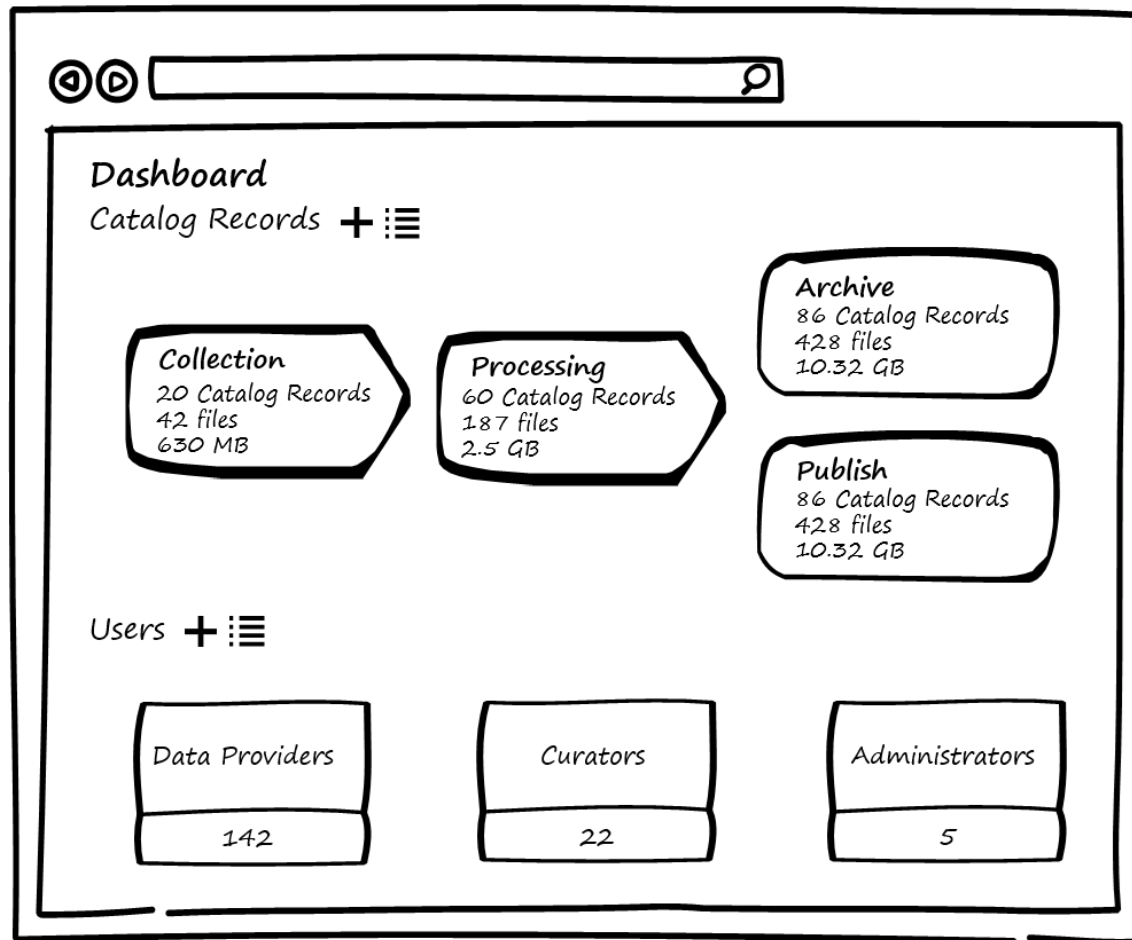 Dashboard
Catalog Records
Collection
20 Catalog Records
42 files
630 MB
Processing
60 Catalog Records
187 files
2.5 GB
Archive
86 Catalog Records
428 files
10.32 GB
Publish
86 Catalog Records
428 files
10.32 GB
Users
Data Providers
142
Curators
22
Administrators
5